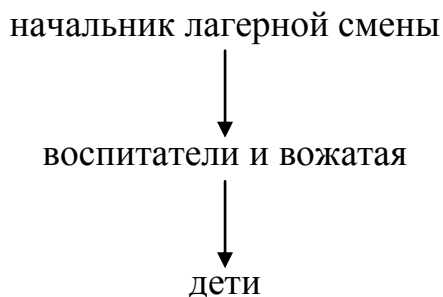 начальник лагерной смены
воспитатели и вожатая
дети